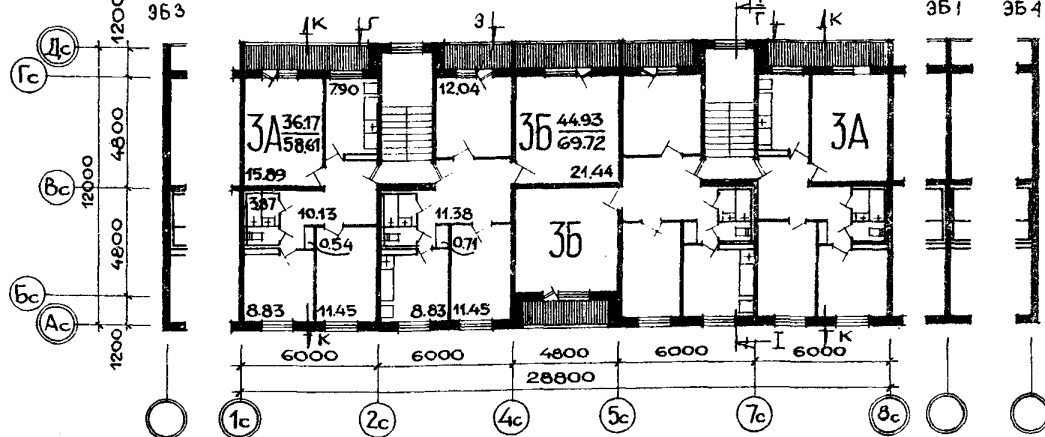 ЭБ3 К Г З I Г К ЭБ1 ЭБ4
1200
Дс
Гс
7.90 12.04
3А 36.17 3Б 44.93 3А
58.61 69.72
4800
15.89 21.44
Вс
12000
3.87
10.13 11.38
0.54 0.71 3Б
4800
Бс
8.83 11.45 8.83 11.45
Ас
1200
К I К
6000 6000 4800 6000 6000
28800
1с 2с 4с 5с 7с 8с